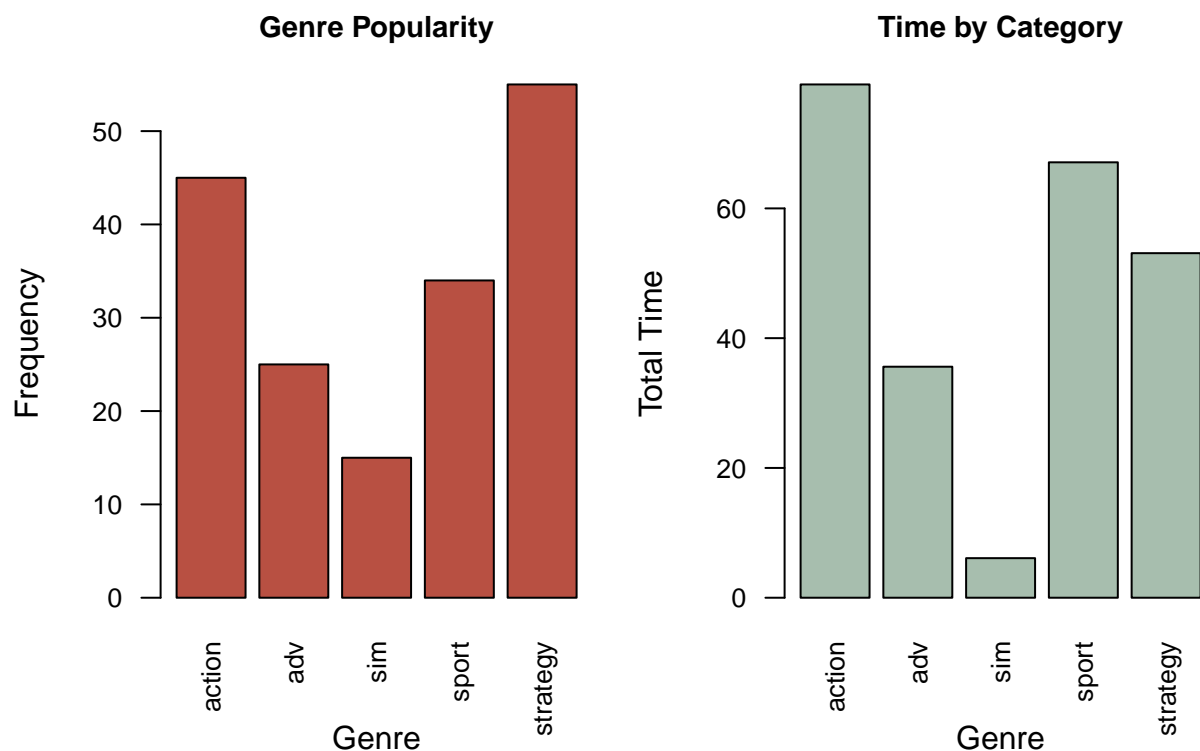 Genre Popularity
Frequency
50
40
30
20
10
0
action
adv
sim
sport
strategy
Genre
Time by Category
Total Time
60
40
20
0
action
adv
sim
sport
strategy
Genre